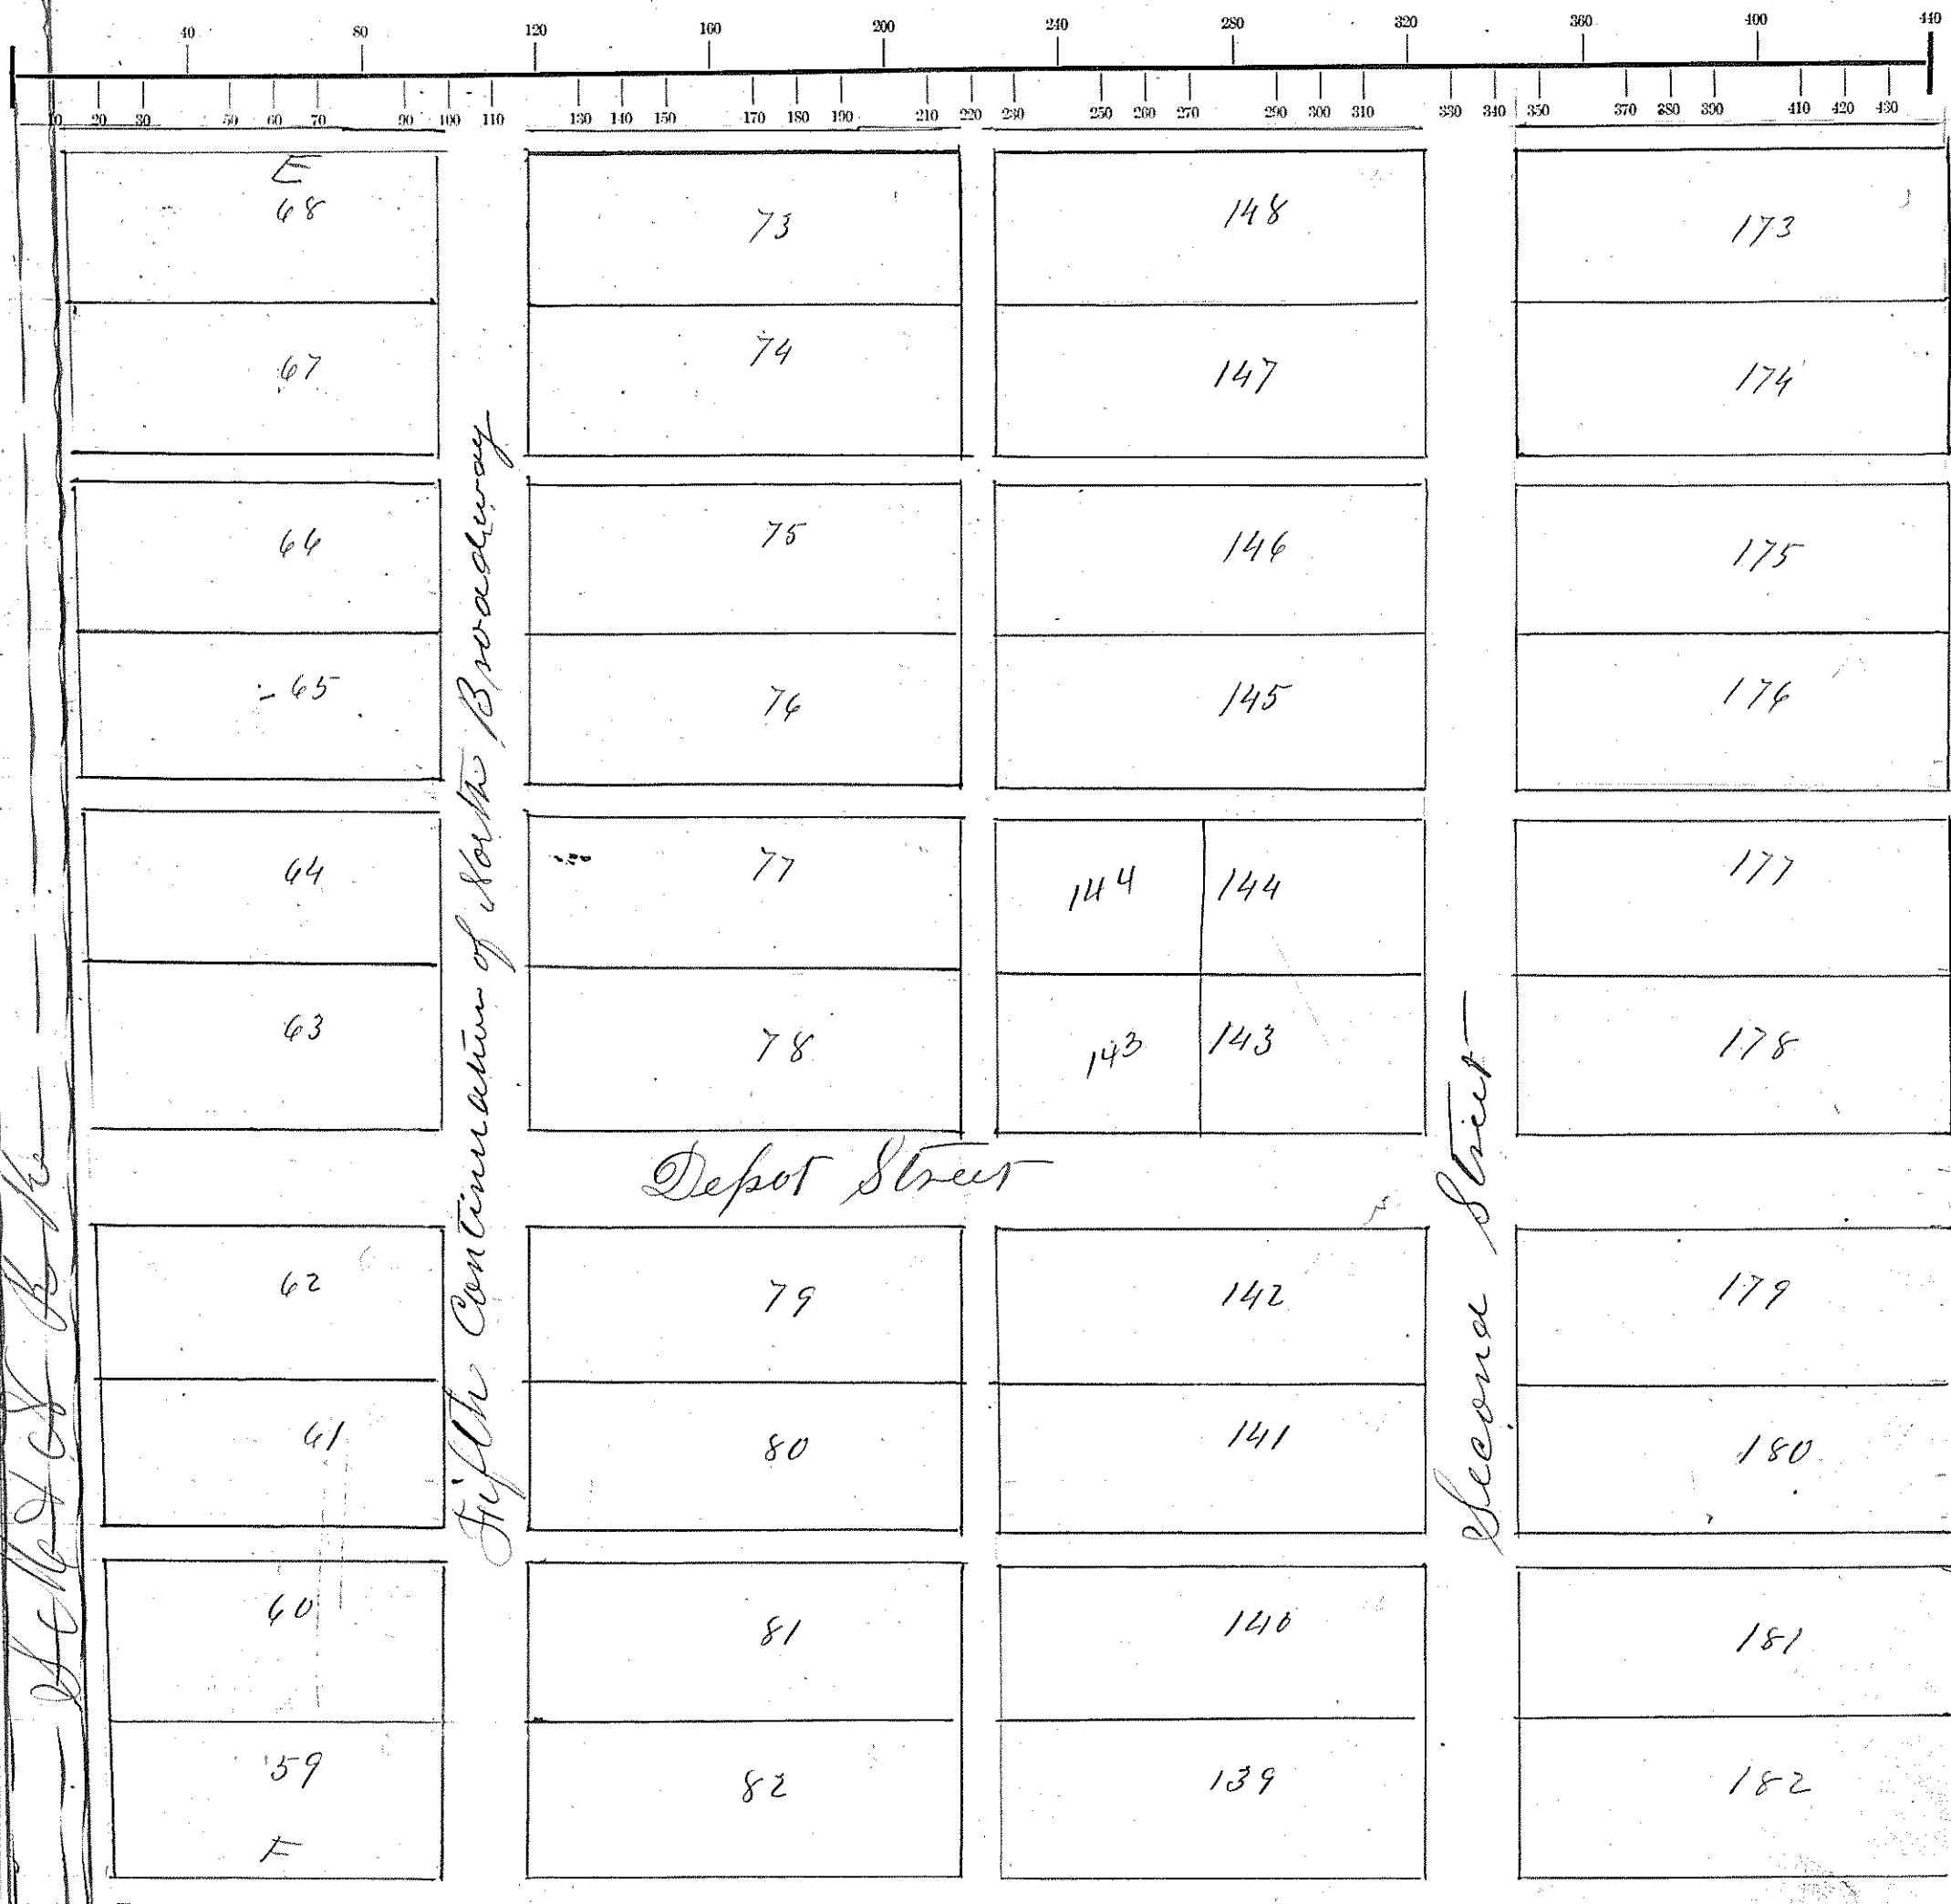 40 80 120 160 200 240 280 320 360 400 440
10 20 30 50 60 70 90 100 110 130 140 150 170 180 190 210 220 230 250 260 270 290 300 310 330 340 350 370 380 390 410 420 430
E
68 73 148 173
67 74 147 174
66 75 146 175
65 76 145 176
64 77 144 144 177
63 78 143 143 178
Depot Street
62 79 142 179
61 80 141 180
60 81 140 181
59 82 139 182
F
Fifth Continuation of North Broadway
Second Street